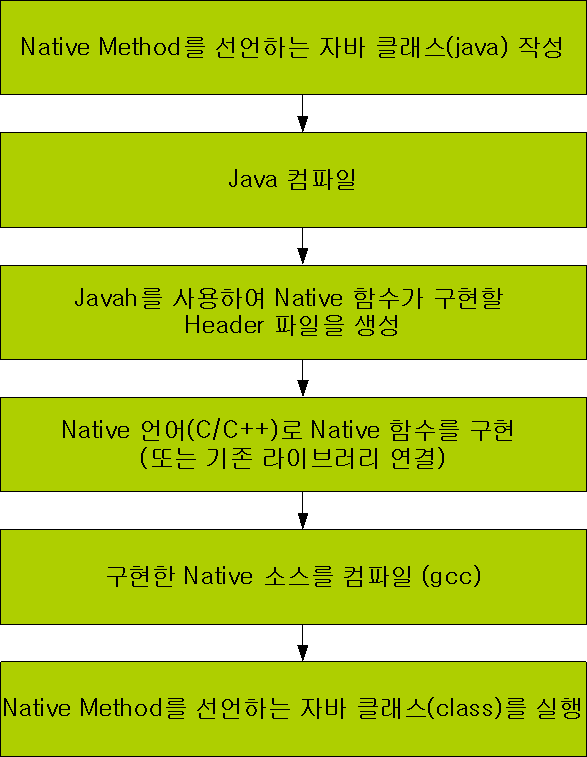 Native Method를 선언하는 자바 클래스(java) 작성
Java 컴파일
Javah를 사용하여 Native 함수가 구현할
Header 파일을 생성
Native 언어(C/C++)로 Native 함수를 구현
(또는 기존 라이브러리 연결)
구현한 Native 소스를 컴파일 (gcc)
Native Method를 선언하는 자바 클래스(class)를 실행